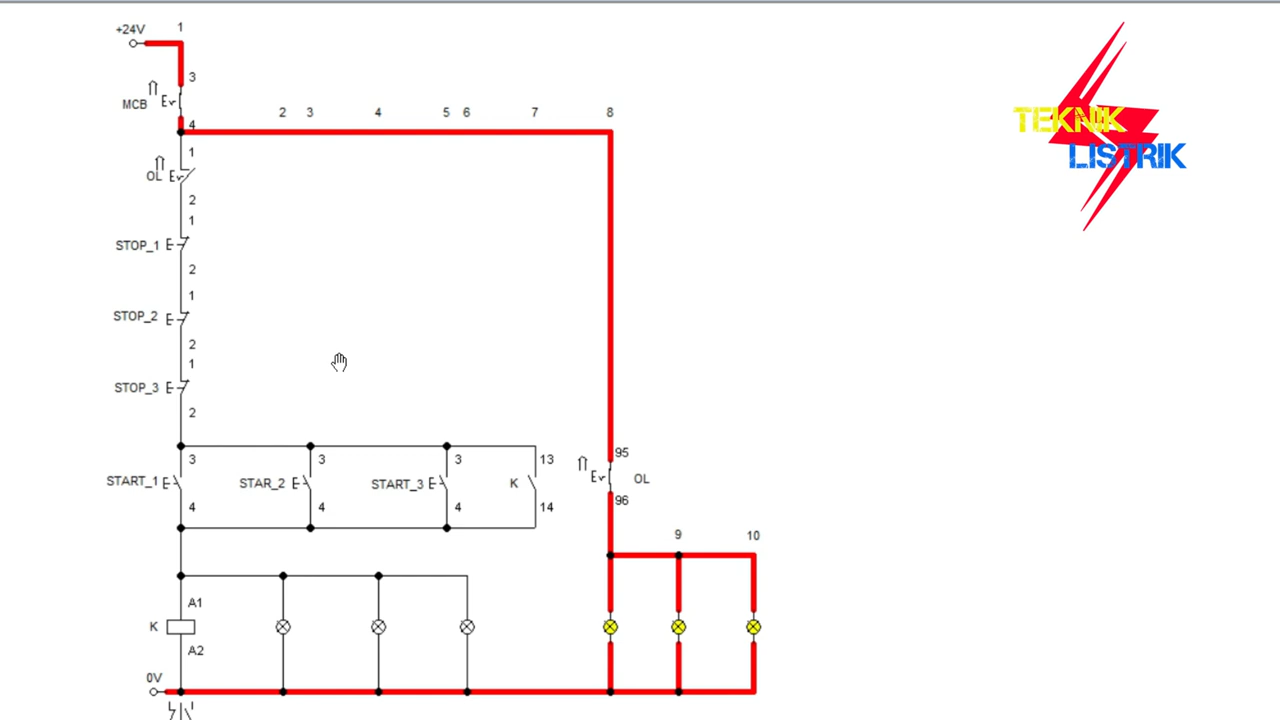 +24V
1
3
MCB
4
2
3
4
5
6
7
8
1
OL
2
1
STOP_1
2
1
STOP_2
2
1
STOP_3
2
3
START_1
4
3
STAR_2
4
3
START_3
4
13
K
14
95
OL
96
9
10
A1
K
A2
0V
TEKNIK
LISTRIK